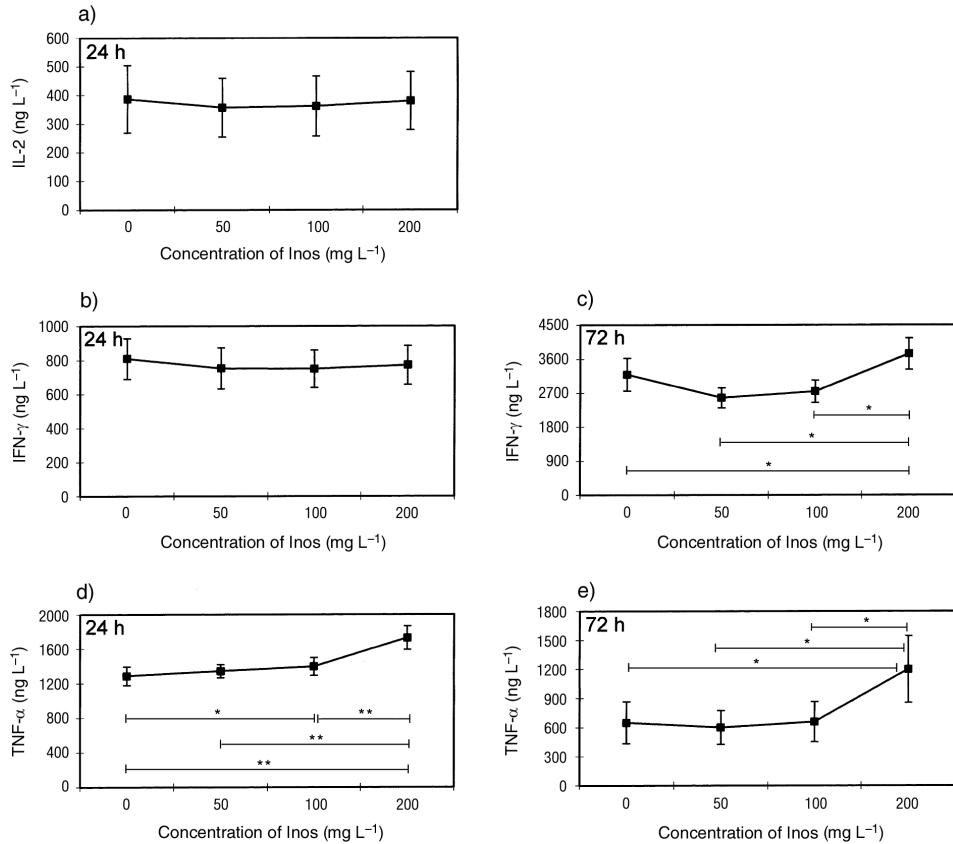 a)
24 h
600
500
400
300
200
100
0
IL-2 (ng L⁻¹)
0 50 100 200
Concentration of Inos (mg L⁻¹)
b)
24 h
1000
800
600
400
200
0
IFN-γ (ng L⁻¹)
0 50 100 200
Concentration of Inos (mg L⁻¹)
c)
72 h
4500
3600
2700
1800
900
0
IFN-γ (ng L⁻¹)
*
*
*
0 50 100 200
Concentration of Inos (mg L⁻¹)
d)
24 h
2000
1600
1200
800
400
0
TNF-α (ng L⁻¹)
* **
**
**
0 50 100 200
Concentration of Inos (mg L⁻¹)
e)
72 h
1800
1500
1200
900
600
300
0
TNF-α (ng L⁻¹)
*
*
*
0 50 100 200
Concentration of Inos (mg L⁻¹)